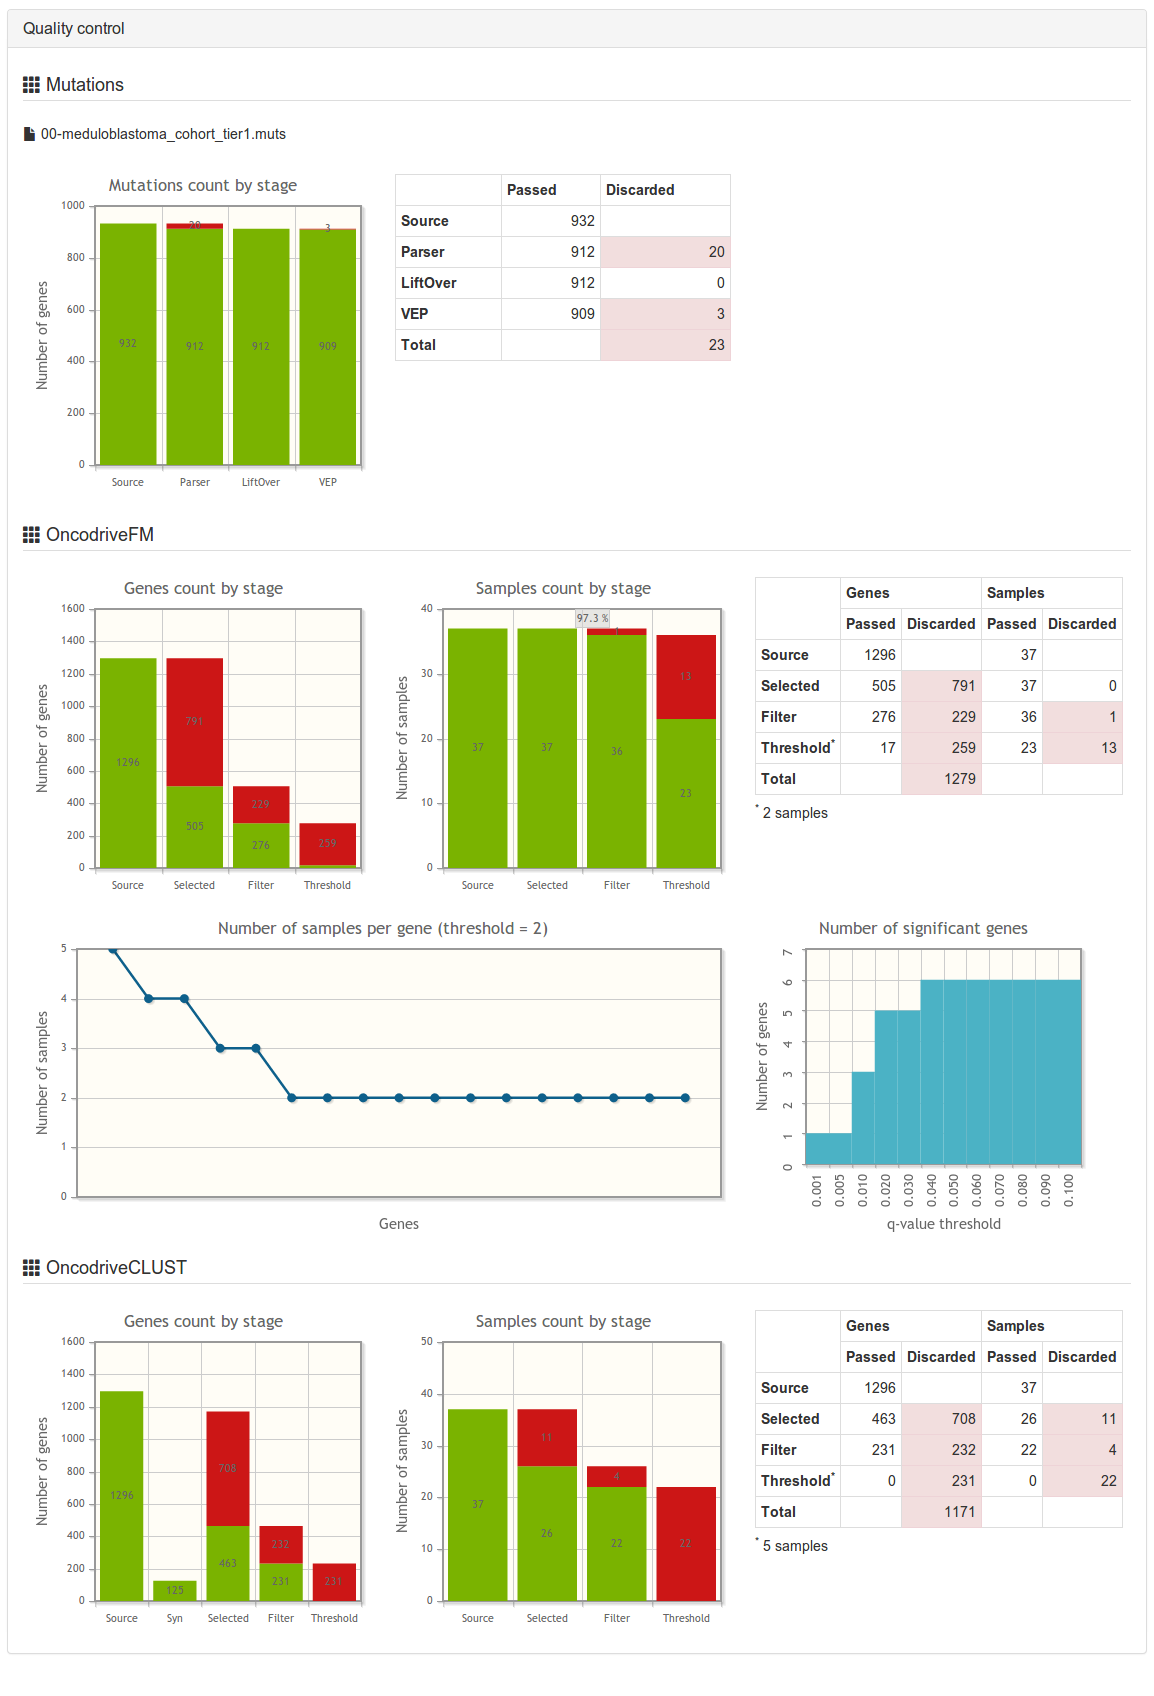 Quality control
Mutations
00-meduloblastoma_cohort_tier1.muts
Mutations count by stage
Number of genes
1000
800
600
400
200
0
932
20
912
912
3
909
Source Parser LiftOver VEP
Passed Discarded
Source 932
Parser 912 20
LiftOver 912 0
VEP 909 3
Total 23
OncodriveFM
Genes count by stage
Number of genes
1600
1400
1200
1000
800
600
400
200
0
1296
791
505
229
276
259
Source Selected Filter Threshold
Samples count by stage
Number of samples
40
30
20
10
0
97.3 %
37
37
1
36
13
23
Source Selected Filter Threshold
Genes Samples
Passed Discarded Passed Discarded
Source 1296 37
Selected 505 791 37 0
Filter 276 229 36 1
Threshold* 17 259 23 13
Total 1279
* 2 samples
Number of samples per gene (threshold = 2)
Number of samples
5
4
3
2
1
0
Genes
Number of significant genes
Number of genes
7
6
5
4
3
2
1
0
0.001 0.005 0.010 0.020 0.030 0.040 0.050 0.060 0.070 0.080 0.090 0.100
q-value threshold
OncodriveCLUST
Genes count by stage
Number of genes
1600
1400
1200
1000
800
600
400
200
0
1296
125
708
463
232
231
231
Source Syn Selected Filter Threshold
Samples count by stage
Number of samples
50
40
30
20
10
0
37
11
26
4
22
22
Source Selected Filter Threshold
Genes Samples
Passed Discarded Passed Discarded
Source 1296 37
Selected 463 708 26 11
Filter 231 232 22 4
Threshold* 0 231 0 22
Total 1171
* 5 samples